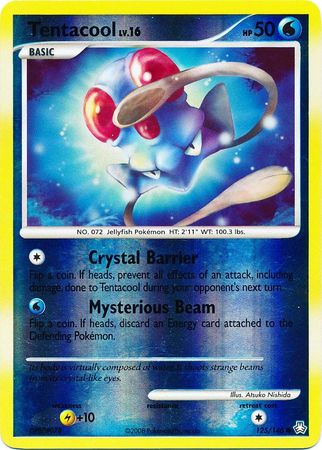 Tentacool LV.16 HP 50
BASIC
NO. 072 Jellyfish Pokémon HT: 2'11" WT: 100.3 lbs.
Crystal Barrier
Flip a coin. If heads, prevent all effects of an attack, including
damage, done to Tentacool during your opponent's next turn.
Mysterious Beam
Flip a coin. If heads, discard an Energy card attached to the
Defending Pokémon.
Its body is virtually composed of water. It shoots strange beams
from its crystal-like eyes.
Illus. Atsuko Nishida
weakness resistance retreat cost
+10
©2008 Pokémon 125/146